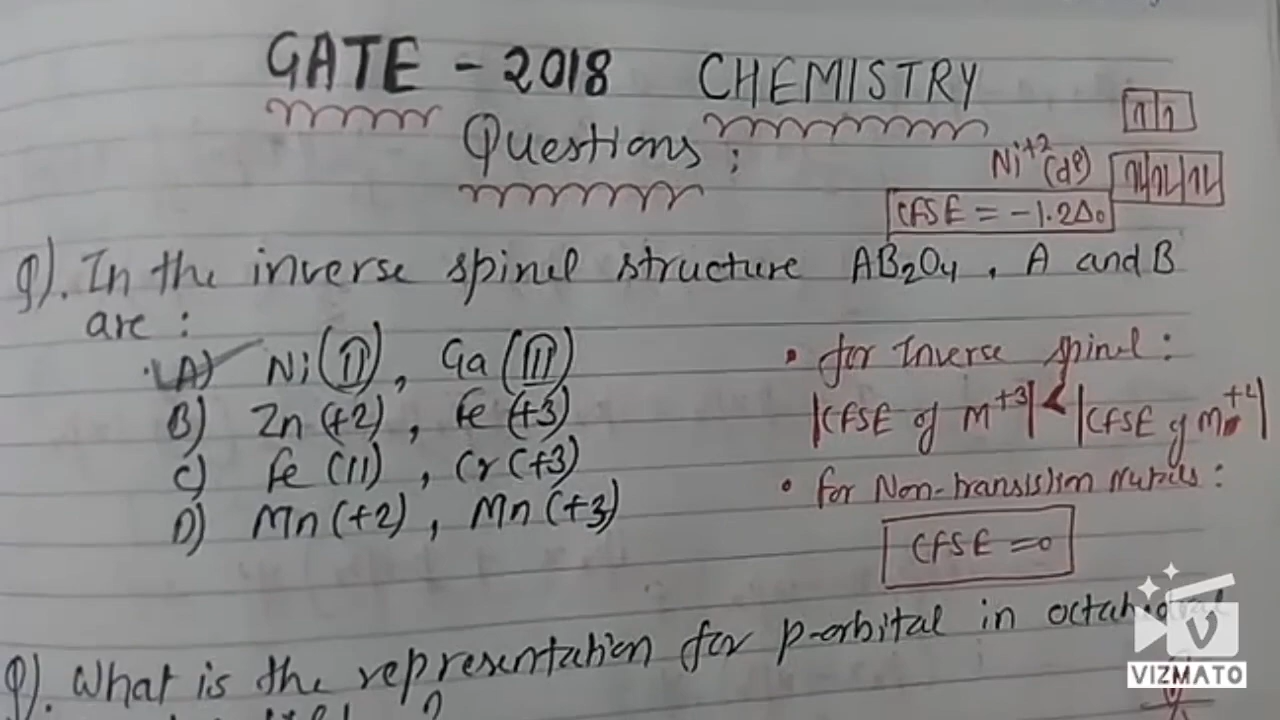 GATE - 2018 CHEMISTRY
Questions :
Ni+2 (d8)
CFSE = -1.2Δo
Q). In the inverse spinel structure AB2O4 , A and B
are :
(A) Ni(II), Ga(III)
B) Zn(+2), Fe(+3)
C) Fe(II), Cr(+3)
D) Mn(+2), Mn(+3)
• for Inverse spinel :
|CFSE of M+3| < |CFSE of M+2|
• for Non-transistion Metals :
CFSE = 0
Q). What is the representation for p-orbital in octahedral
?
VIZMATO